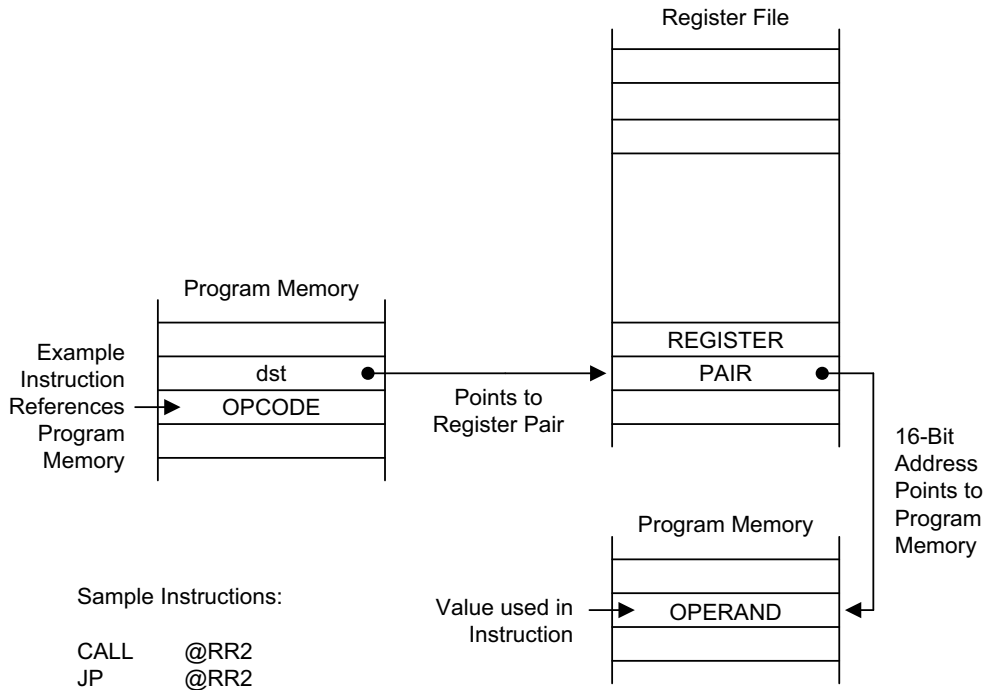 Register File
Program Memory
REGISTER
PAIR
Example
Instruction
References
Program
Memory
dst
OPCODE
Points to
Register Pair
16-Bit
Address
Points to
Program
Memory
Program Memory
Value used in
Instruction
OPERAND
Sample Instructions:
CALL @RR2
JP @RR2